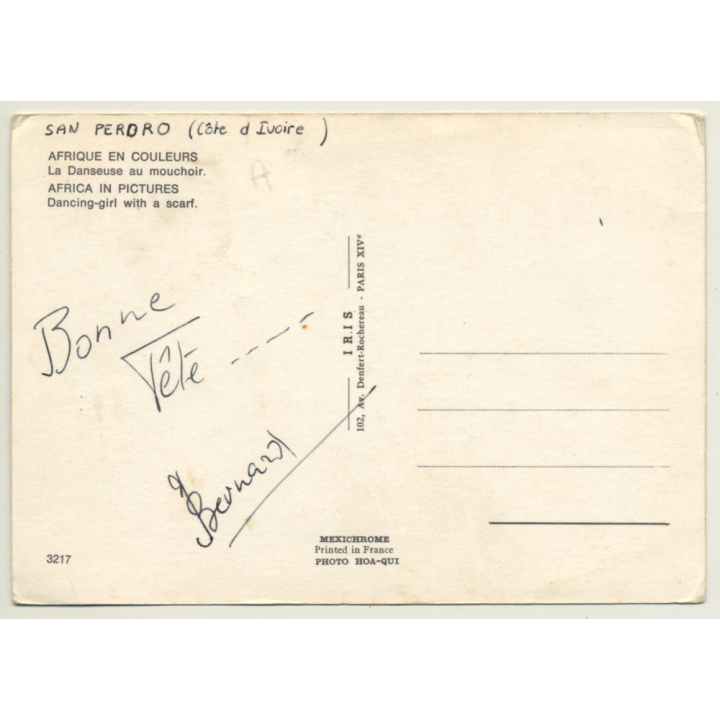 SAN PERDRO (Côte d Ivoire )
AFRIQUE EN COULEURS
La Danseuse au mouchoir.
AFRICA IN PICTURES
Dancing-girl with a scarf.
A
Bonne
Fête -----
Bernard
IRIS
102, Av. Denfert-Rochereau - PARIS XIVe
3217
MEXICHROME
Printed in France
PHOTO HOA-QUI